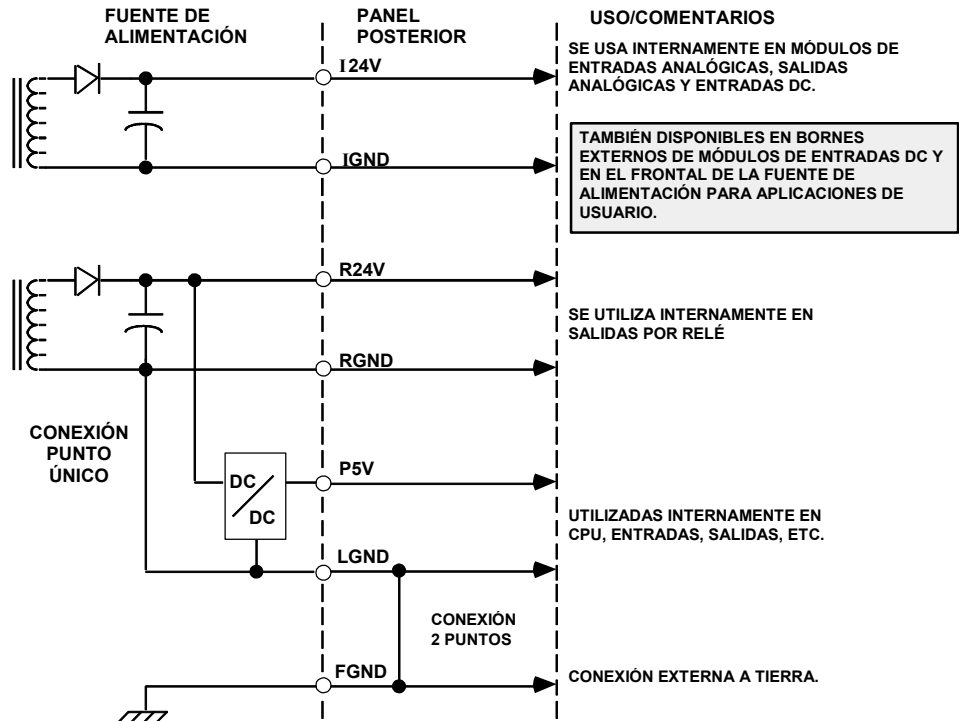 FUENTE DE
ALIMENTACIÓN
PANEL
POSTERIOR
USO/COMENTARIOS
I24V
SE USA INTERNAMENTE EN MÓDULOS DE
ENTRADAS ANALÓGICAS, SALIDAS
ANALÓGICAS Y ENTRADAS DC.
IGND
TAMBIÉN DISPONIBLES EN BORNES
EXTERNOS DE MÓDULOS DE ENTRADAS DC Y
EN EL FRONTAL DE LA FUENTE DE
ALIMENTACIÓN PARA APLICACIONES DE
USUARIO.
R24V
SE UTILIZA INTERNAMENTE EN
SALIDAS POR RELÉ
RGND
CONEXIÓN
PUNTO
ÚNICO
P5V
DC
DC
UTILIZADAS INTERNAMENTE EN
CPU, ENTRADAS, SALIDAS, ETC.
LGND
CONEXIÓN
2 PUNTOS
FGND
CONEXIÓN EXTERNA A TIERRA.